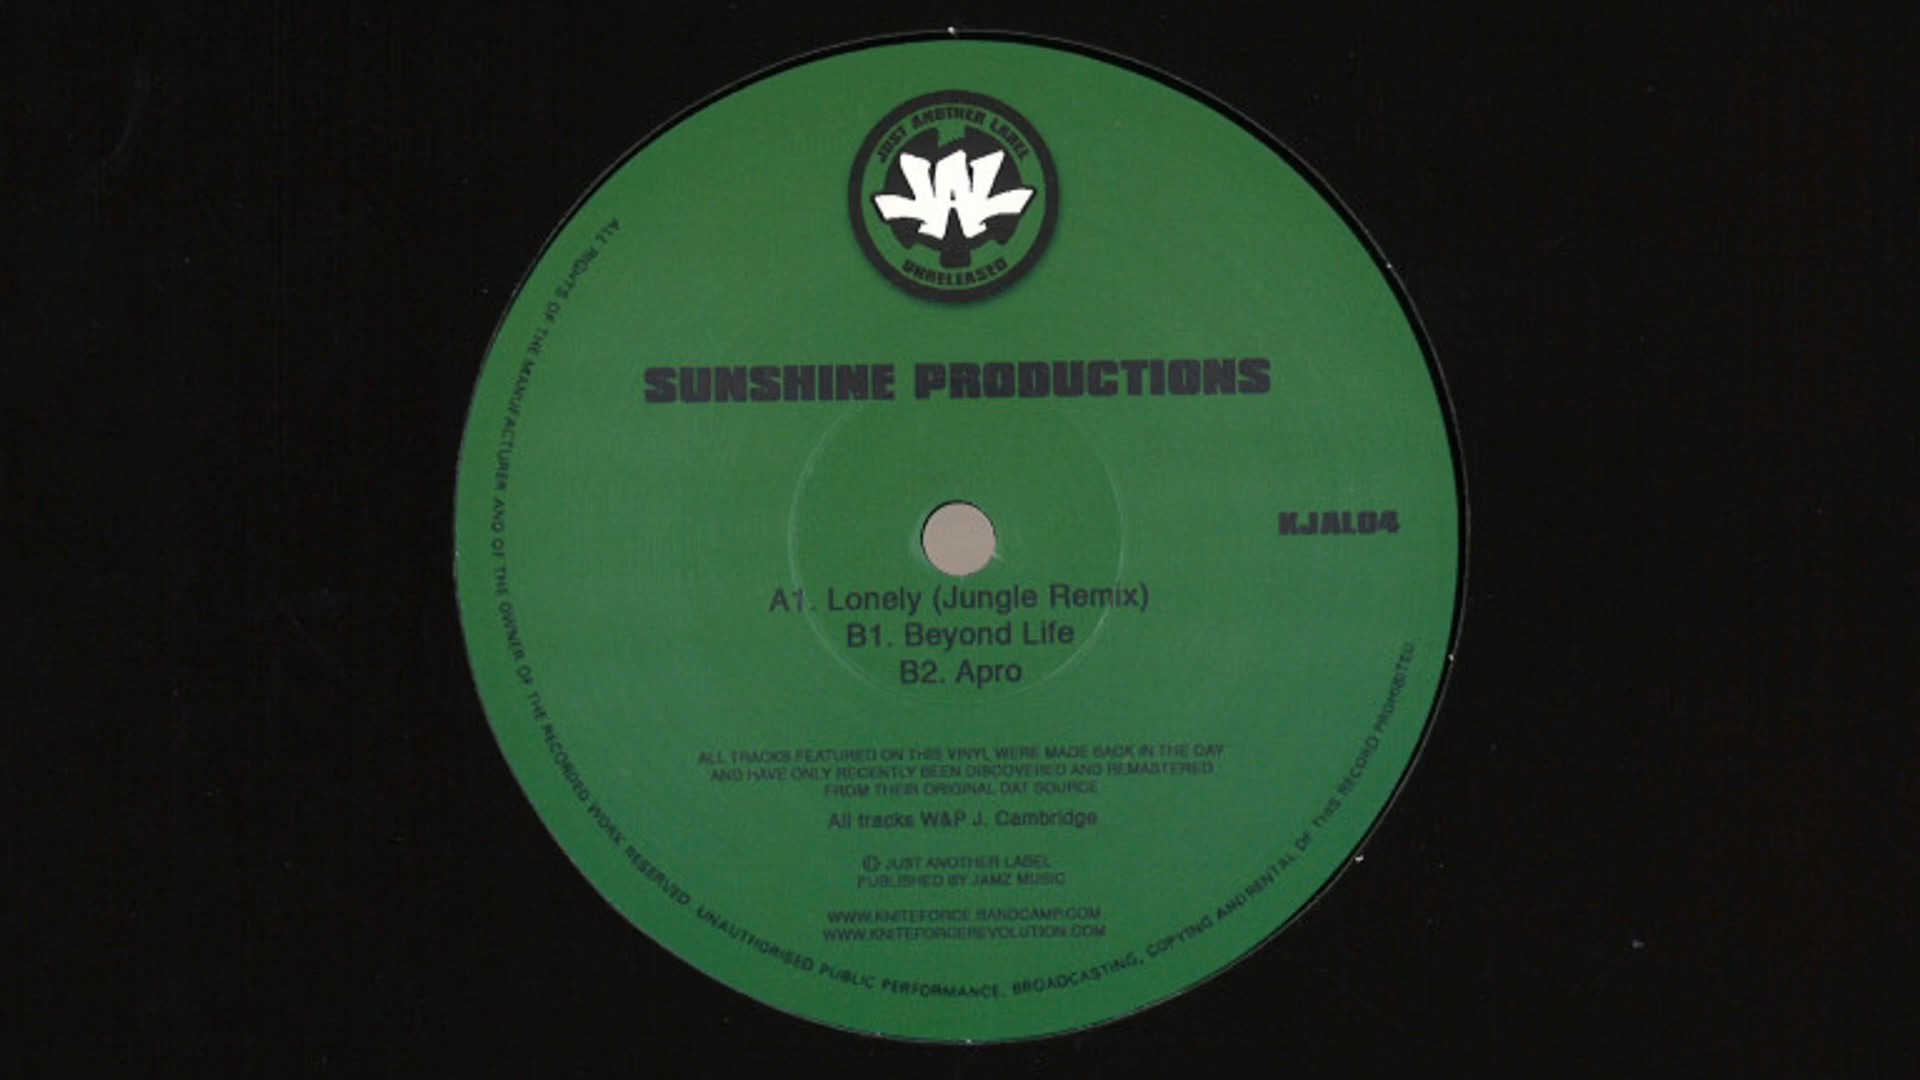 JUST ANOTHER LABEL
JAL
UNRELEASED
SUNSHINE PRODUCTIONS
KJAL04
A1. Lonely (Jungle Remix)
B1. Beyond Life
B2. Apro
ALL TRACKS FEATURED ON THIS VINYL WERE MADE BACK IN THE DAY
AND HAVE ONLY RECENTLY BEEN DISCOVERED AND REMASTERED
FROM THEIR ORIGINAL DAT SOURCE
All tracks W&P J. Cambridge
© JUST ANOTHER LABEL
PUBLISHED BY JAMZ MUSIC
WWW.KNITEFORCE.BANDCAMP.COM
WWW.KNITEFORCEREVOLUTION.COM
ALL RIGHTS OF THE MANUFACTURER AND OF THE OWNER OF THE RECORDED WORK RESERVED. UNAUTHORISED PUBLIC PERFORMANCE, BROADCASTING, COPYING AND RENTAL OF THIS RECORD PROHIBITED